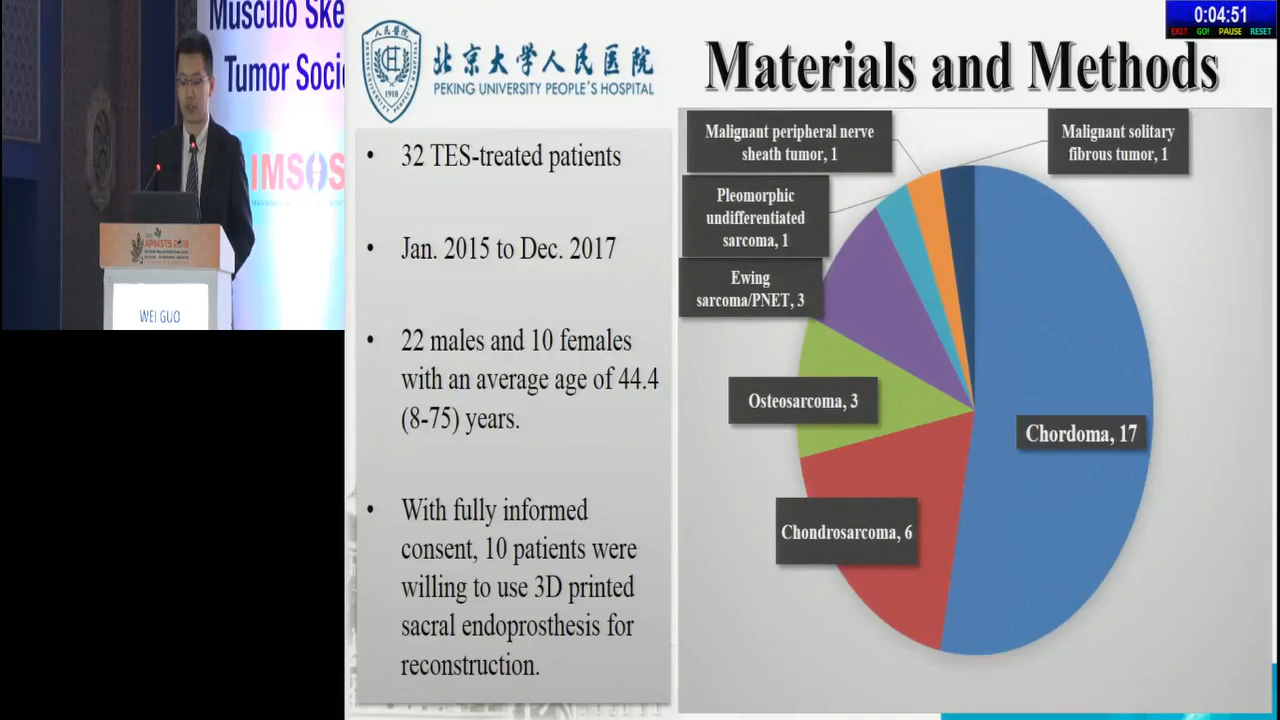 Musculo Ske
Tumor Socie
IMSOS
APMSTS 2018
WEI GUO
北京大学人民医院
PEKING UNIVERSITY PEOPLE'S HOSPITAL
1918
Materials and Methods
0:04:51
EXIT GO! PAUSE RESET
• 32 TES-treated patients
• Jan. 2015 to Dec. 2017
• 22 males and 10 females
with an average age of 44.4
(8-75) years.
• With fully informed
consent, 10 patients were
willing to use 3D printed
sacral endoprosthesis for
reconstruction.
Malignant peripheral nerve
sheath tumor, 1
Malignant solitary
fibrous tumor, 1
Pleomorphic
undifferentiated
sarcoma, 1
Ewing
sarcoma/PNET, 3
Osteosarcoma, 3
Chordoma, 17
Chondrosarcoma, 6